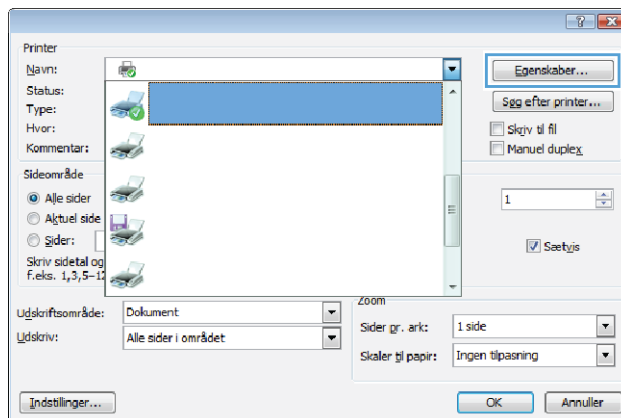 Printer
Navn:
Egenskaber...
Status:
Type:
Søg efter printer...
Hvor:
Skriv til fil
Kommentar:
Manuel duplex
Sideområde
Alle sider
1
Aktuel side
Sider:
Sætvis
Skriv sidetal og
f.eks. 1,3,5–12
Udskriftsområde: Dokument
Udskriv: Alle sider i området
Zoom
Sider pr. ark: 1 side
Skaler til papir: Ingen tilpasning
Indstillinger...
OK
Annuller